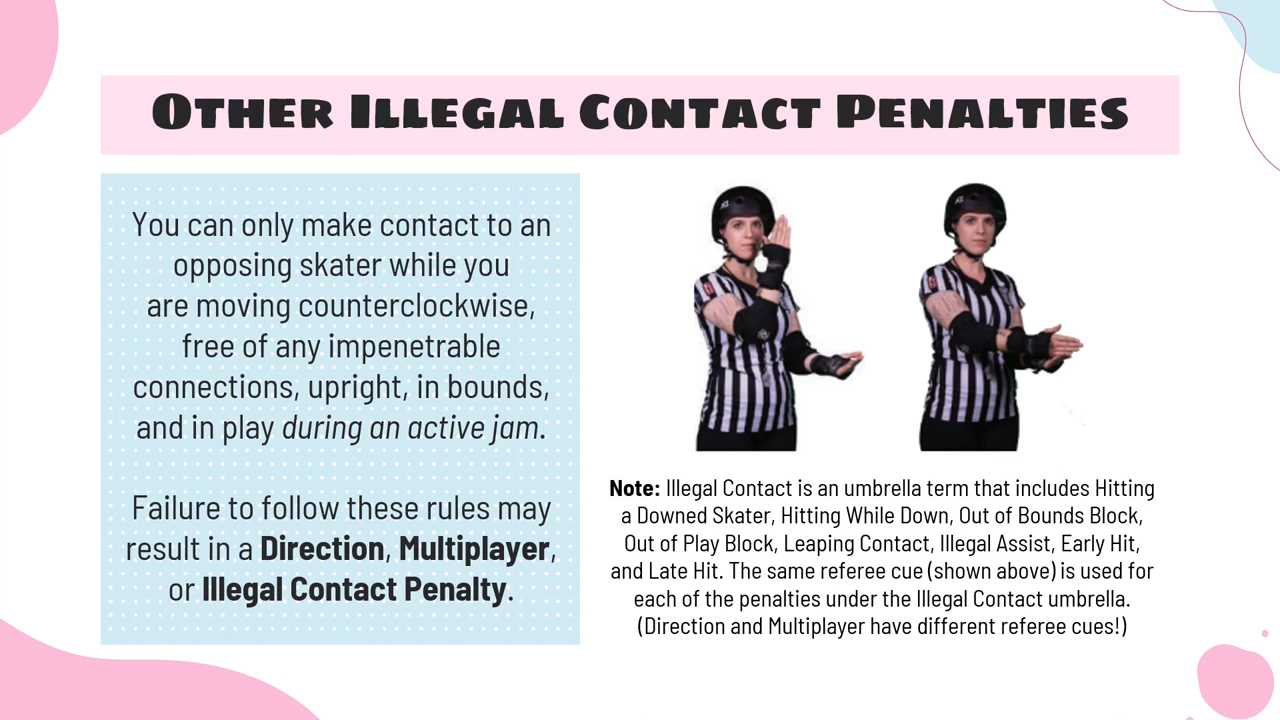 Other Illegal Contact Penalties
You can only make contact to an
opposing skater while you
are moving counterclockwise,
free of any impenetrable
connections, upright, in bounds,
and in play during an active jam.
Failure to follow these rules may
result in a Direction, Multiplayer,
or Illegal Contact Penalty.
Note: Illegal Contact is an umbrella term that includes Hitting
a Downed Skater, Hitting While Down, Out of Bounds Block,
Out of Play Block, Leaping Contact, Illegal Assist, Early Hit,
and Late Hit. The same referee cue (shown above) is used for
each of the penalties under the Illegal Contact umbrella.
(Direction and Multiplayer have different referee cues!)